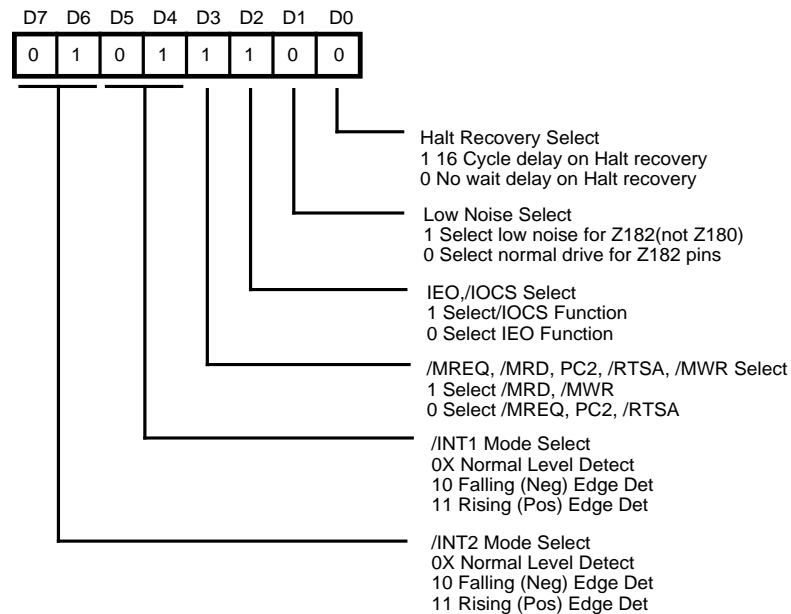 D7 D6 D5 D4 D3 D2 D1 D0
0 1 0 1 1 1 0 0
Halt Recovery Select
1 16 Cycle delay on Halt recovery
0 No wait delay on Halt recovery
Low Noise Select
1 Select low noise for Z182(not Z180)
0 Select normal drive for Z182 pins
IEO,/IOCS Select
1 Select/IOCS Function
0 Select IEO Function
/MREQ, /MRD, PC2, /RTSA, /MWR Select
1 Select /MRD, /MWR
0 Select /MREQ, PC2, /RTSA
/INT1 Mode Select
0X Normal Level Detect
10 Falling (Neg) Edge Det
11 Rising (Pos) Edge Det
/INT2 Mode Select
0X Normal Level Detect
10 Falling (Neg) Edge Det
11 Rising (Pos) Edge Det